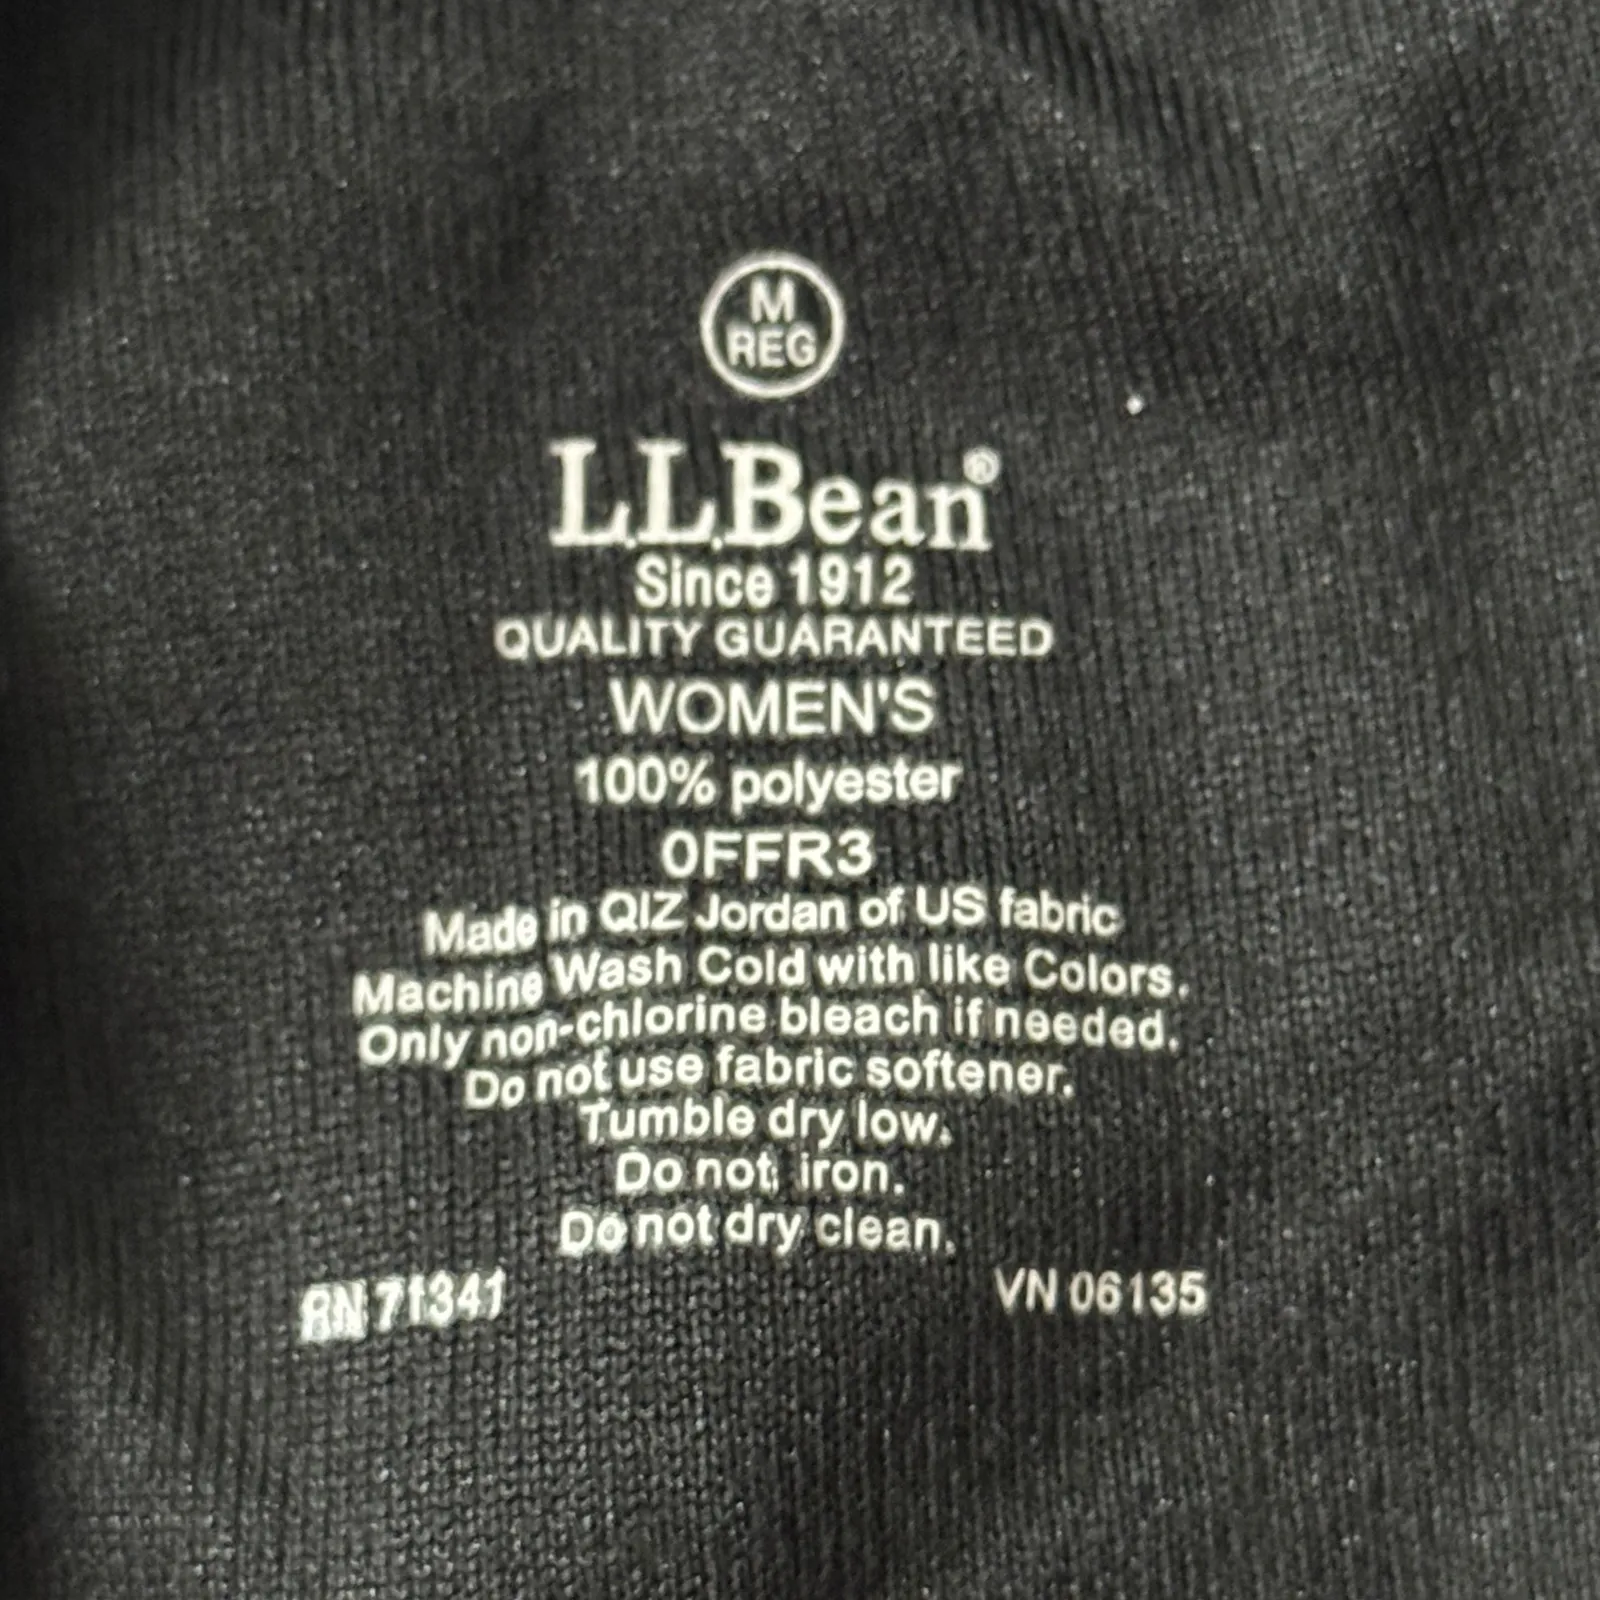 M
REG
L.L.Bean®
Since 1912
QUALITY GUARANTEED
WOMEN'S
100% polyester
0FFR3
Made in QIZ Jordan of US fabric
Machine Wash Cold with like Colors.
Only non-chlorine bleach if needed.
Do not use fabric softener.
Tumble dry low.
Do not iron.
Do not dry clean.
RN 71341 VN 06135